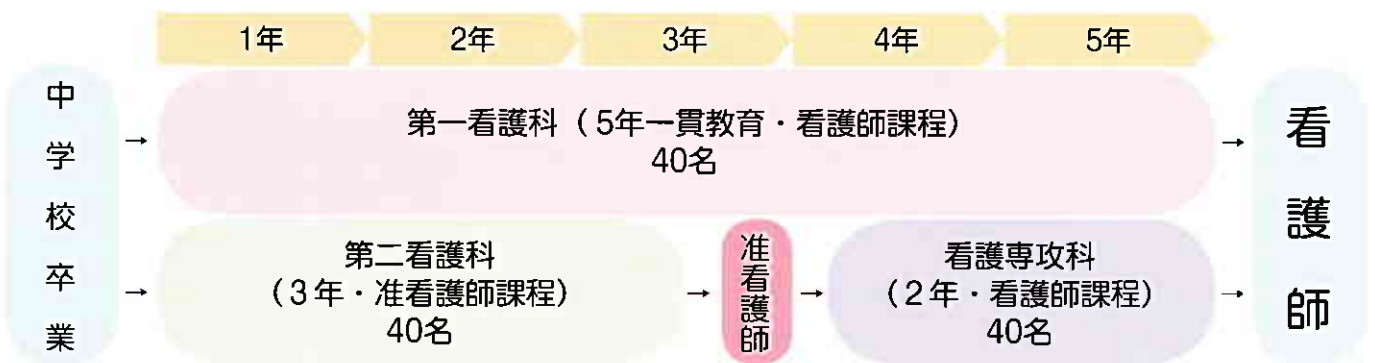 1年
2年
3年
4年
5年
中学校卒業
→
第一看護科（5年一貫教育・看護師課程）
40名
→
看護師
→
第二看護科
（3年・准看護師課程）
40名
→
准看護師
→
看護専攻科
（2年・看護師課程）
40名
→